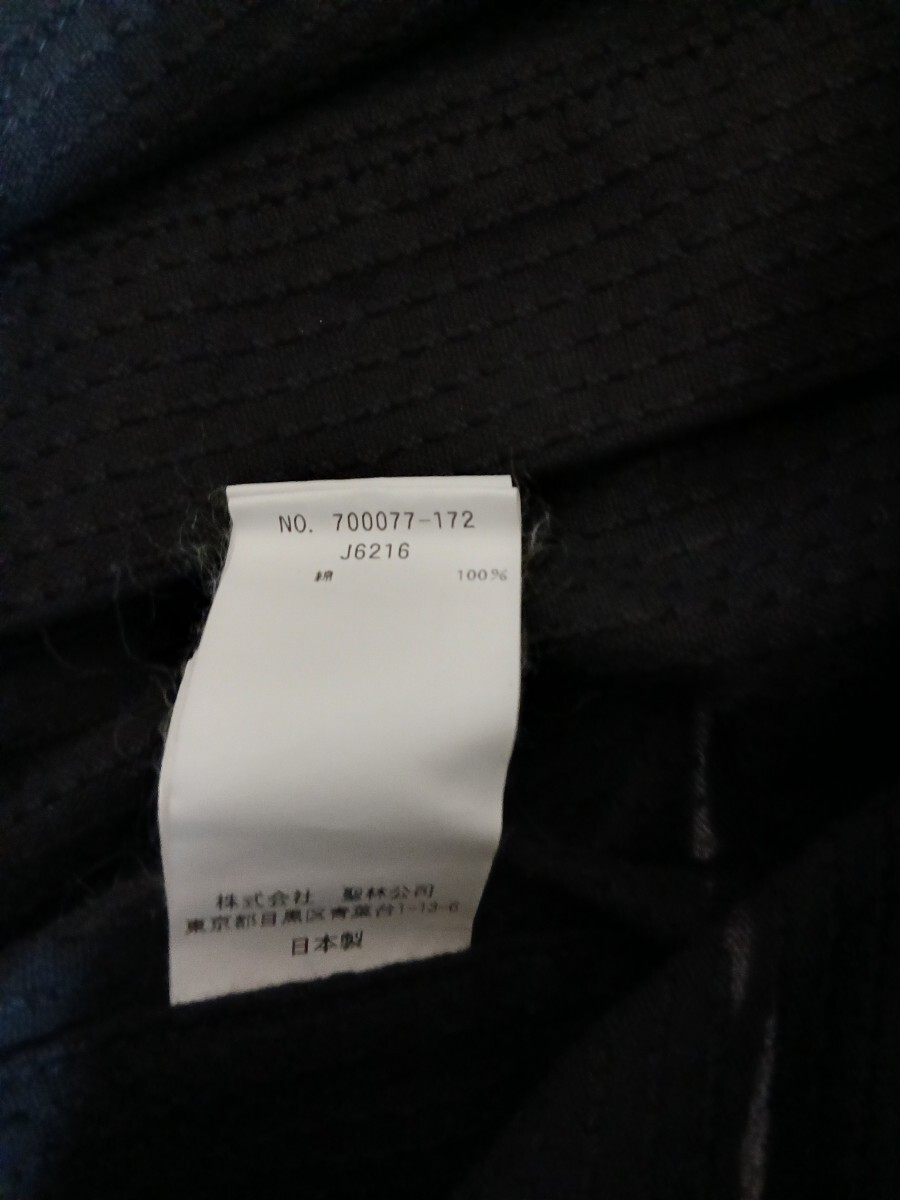 NO. 700077-172
J6216
綿 100%
株式会社 聖林公司
東京都目黒区青葉台1-13-6
日本製